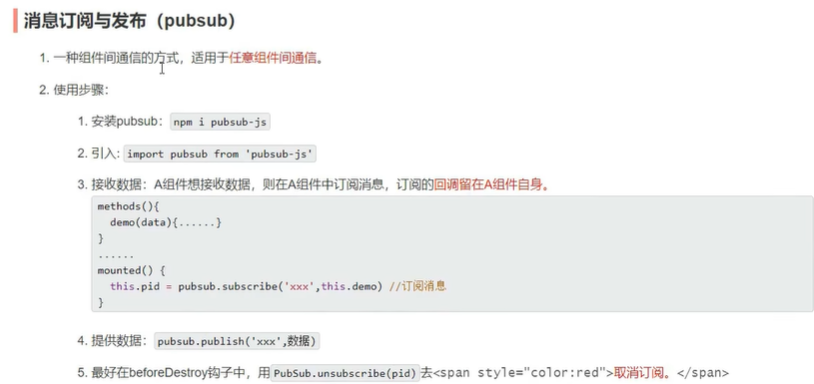 消息订阅与发布（pubsub）
1. 一种组件间通信的方式，适用于任意组件间通信。
2. 使用步骤：
1. 安装pubsub：npm i pubsub-js
2. 引入: import pubsub from 'pubsub-js'
3. 接收数据：A组件想接收数据，则在A组件中订阅消息，订阅的回调留在A组件自身。
methods(){
demo(data){......}
}
......
mounted() {
this.pid = pubsub.subscribe('xxx',this.demo) //订阅消息
}
4. 提供数据：pubsub.publish('xxx',数据)
5. 最好在beforeDestroy钩子中，用PubSub.unsubscribe(pid)去<span style="color:red">取消订阅。</span>